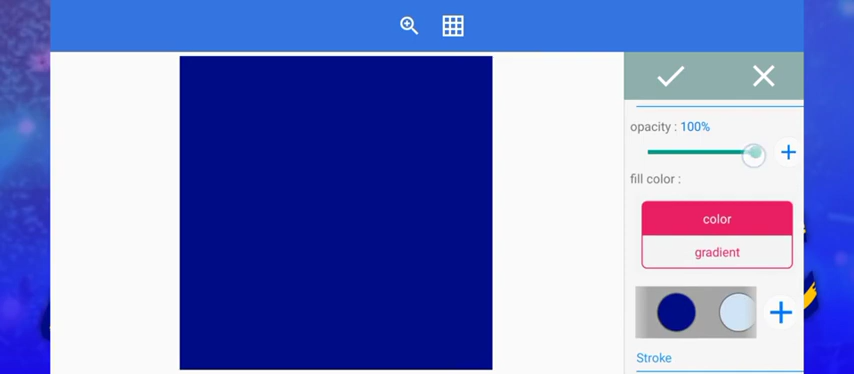 opacity : 100%
fill color :
color
gradient
Stroke